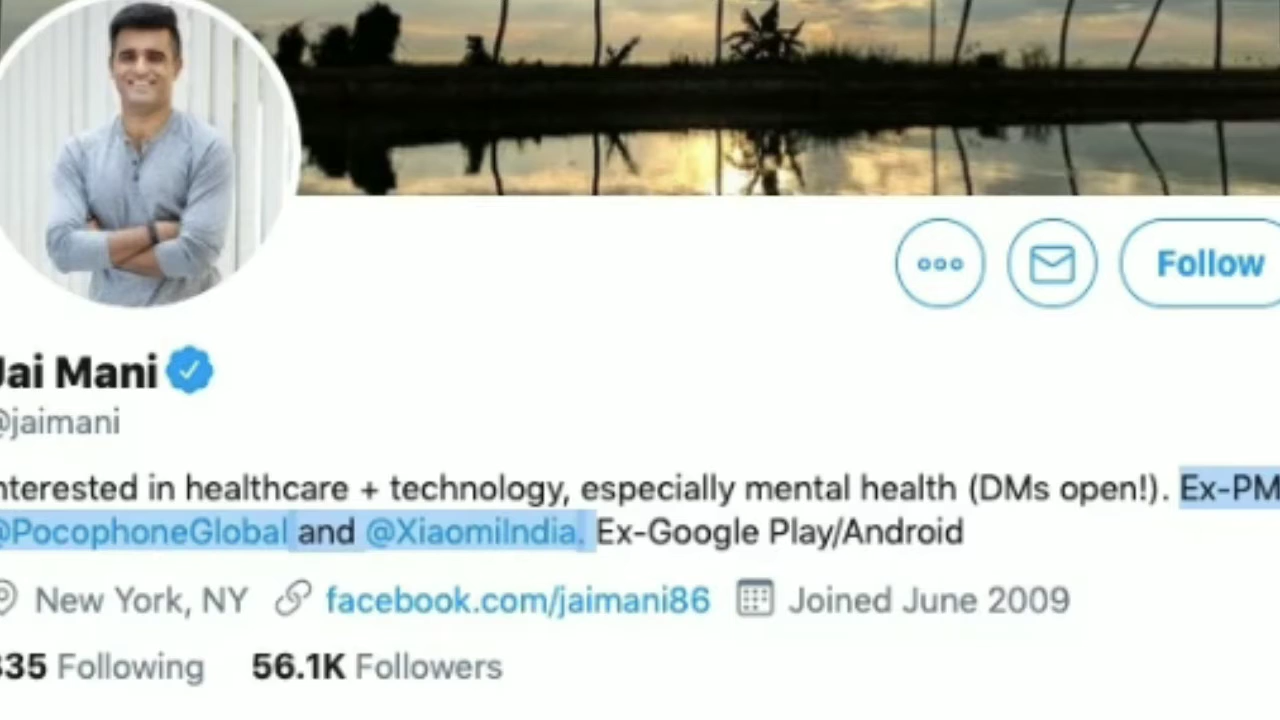 Follow
Jai Mani
@jaimani
Interested in healthcare + technology, especially mental health (DMs open!). Ex-PM
@PocophoneGlobal and @XiaomiIndia. Ex-Google Play/Android
New York, NY facebook.com/jaimani86 Joined June 2009
335 Following 56.1K Followers